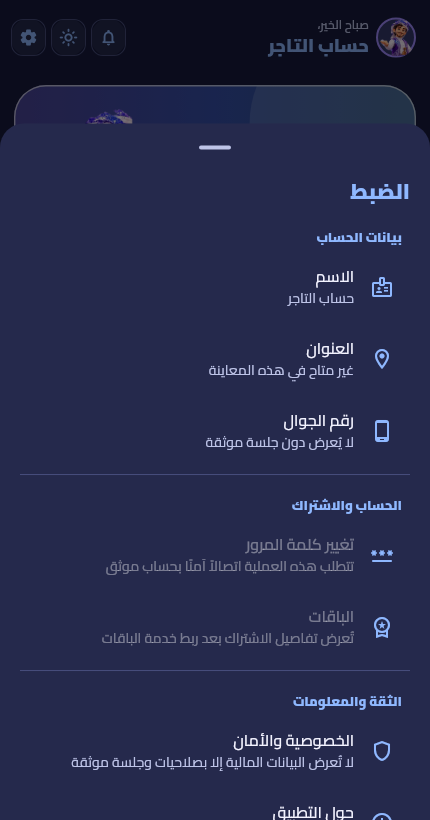 صباح الخير،
حساب التاجر
الضبط
بيانات الحساب
الاسم
حساب التاجر
العنوان
غير متاح في هذه المعاينة
رقم الجوال
لا يُعرض دون جلسة موثقة
الحساب والاشتراك
تغيير كلمة المرور
تتطلب هذه العملية اتصالاً آمنًا بحساب موثق
الباقات
تُعرض تفاصيل الاشتراك بعد ربط خدمة الباقات
الثقة والمعلومات
الخصوصية والأمان
لا تُعرض البيانات المالية إلا بصلاحيات وجلسة موثقة
حول التطبيق